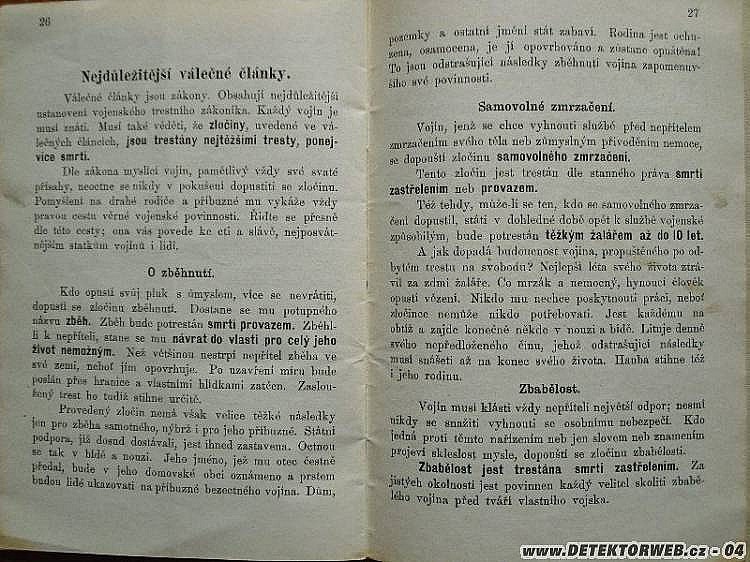 26
Nejdůležitější válečné články.
Válečné články jsou zákony. Obsahují nejdůležitější
ustanovení vojenského trestního zákoníka. Každý vojín je
musí znáti. Musí také věděti, že zločiny, uvedené ve vá-
lečných článcích, jsou trestány nejtěžšími tresty, ponej-
více smrtí.
Dle zákona myslící vojín, pamětlivý vždy své svaté
přísahy, neoctne se nikdy v pokušení dopustiti se zločinu.
Pomyšlení na drahé rodiče a příbuzné mu vykáže vždy
pravou cestu věrné vojenské povinnosti. Řiďte se přesně
dle této cesty; ona vás povede ke cti a slávě, nejposvát-
nějším statkům vojínů i lidí.
O zběhnutí.
Kdo opustí svůj pluk s úmyslem, více se nevrátiti,
dopustí se zločinu zběhnutí. Dostane se mu potupného
názvu zběh. Zběh bude potrestán smrtí provazem. Zběhl-
li k nepříteli, stane se mu návrat do vlasti pro celý jeho
život nemožným. Než většinou nestrpí nepřítel zběha ve
své zemi, neboť jím opovrhuje. Po uzavření míru bude
poslán přes hranice a vlastními hlídkami zatčen. Zaslou-
žený trest ho tudíž stihne určitě.
Provedený zločin nemá však velice těžké následky
jen pro zběha samotného, nýbrž i pro jeho příbuzné. Státní
podpora, již dosud dostávali, jest ihned zastavena. Octnou
se tak v bídě a nouzi. Jeho jméno, jež mu otec čestně
předal, bude v jeho domovské obci oznámeno a prstem
budou lidé ukazovati na příbuzné bezectného vojína. Dům,
27
pozemky a ostatní jmění stát zabaví. Rodina jest ochu-
zena, osamocena, je jí opovrhováno a zůstane opuštěna!
To jsou odstrašující následky zběhnutí vojína zapomenuv-
šího své povinnosti.
Samovolné zmrzačení.
Vojín, jenž se chce vyhnouti službě před nepřítelem
zmrzačením svého těla neb zúmyslným přivoděním nemoce,
se dopouští zločinu samovolného zmrzačení.
Tento zločin jest trestán dle stanného práva smrtí
zastřelením neb provazem.
Též tehdy, může-li se ten, kdo se samovolného zmrza-
čení dopustil, státi v dohledné době opět k službě vojenské
způsobilým, bude potrestán těžkým žalářem až do 10 let.
A jak dopadá budoucnost vojína, propuštěného po od-
bytém trestu na svobodu? Nejlepší léta svého života ztrá-
vil za zdmi žaláře. Co mrzák a nemocný, hynoucí člověk
opustí vězení. Nikdo mu nechce poskytnouti práci, neboť
zločince nemůže nikdo potřebovati. Jest každému na
obtíž a zajde konečně někde v nouzi a bídě. Lituje denně
svého nepředloženého činu, jehož odstrašující následky
musí snášeti až na konec svého života. Hanba stihne též
i jeho rodinu.
Zbabělost.
Vojín musí klásti vždy nepříteli největší odpor; nesmí
nikdy se snažiti vyhnouti se osobnímu nebezpečí. Kdo
jedná proti těmto nařízením neb jen slovem neb znamením
projeví skleslost mysle, dopouští se zločinu zbabělosti.
Zbabělost jest trestána smrtí zastřelením. Za
jistých okolností jest povinnen každý velitel skoliti zbabě-
lého vojína před tváří vlastního vojska.
www.DETEKTORWEB.cz - 04